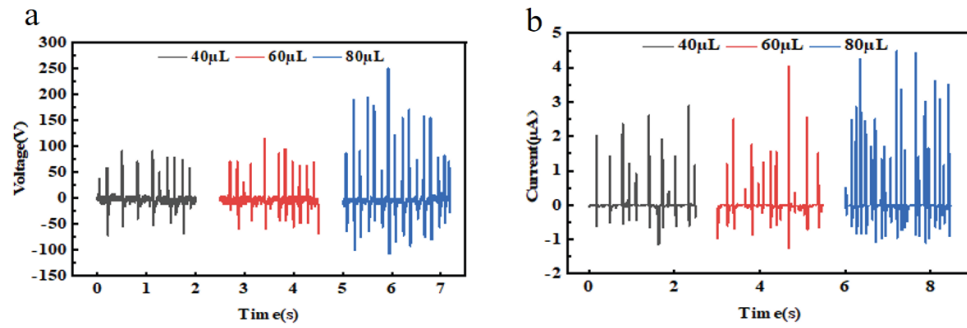 a
300
250
200
150
100
50
0
-50
-100
-150
Voltage(V)
40μL 60μL 80μL
0 1 2 3 4 5 6 7
Time(s)
b
5
4
3
2
1
0
-1
-2
Current(μA)
40μL 60μL 80μL
0 2 4 6 8
Time(s)